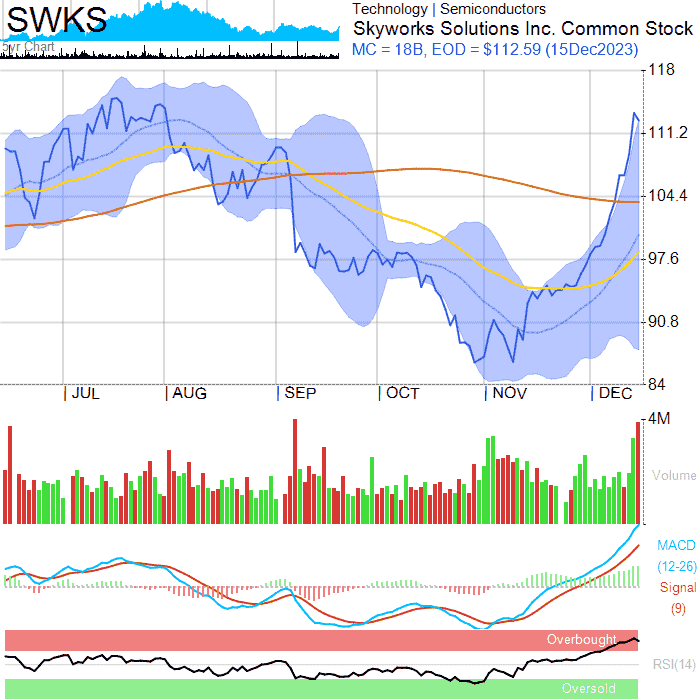 SWKS
5yr Chart
Technology | Semiconductors
Skyworks Solutions Inc. Common Stock
MC = 18B, EOD = $112.59 (15Dec2023)
118
111.2
104.4
97.6
90.8
84
JUL AUG SEP OCT NOV DEC
4M
Volume
MACD
(12-26)
Signal
(9)
Overbought
RSI(14)
Oversold